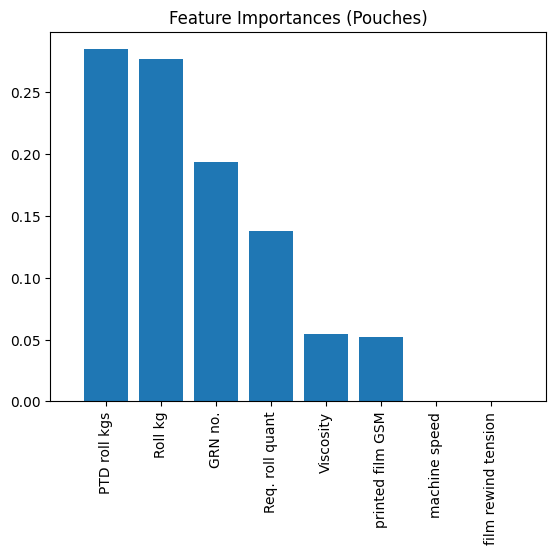 Feature Importances (Pouches)
0.25
0.20
0.15
0.10
0.05
0.00
PTD roll kgs
Roll kg
GRN no.
Req. roll quant
Viscosity
printed film GSM
machine speed
film rewind tension